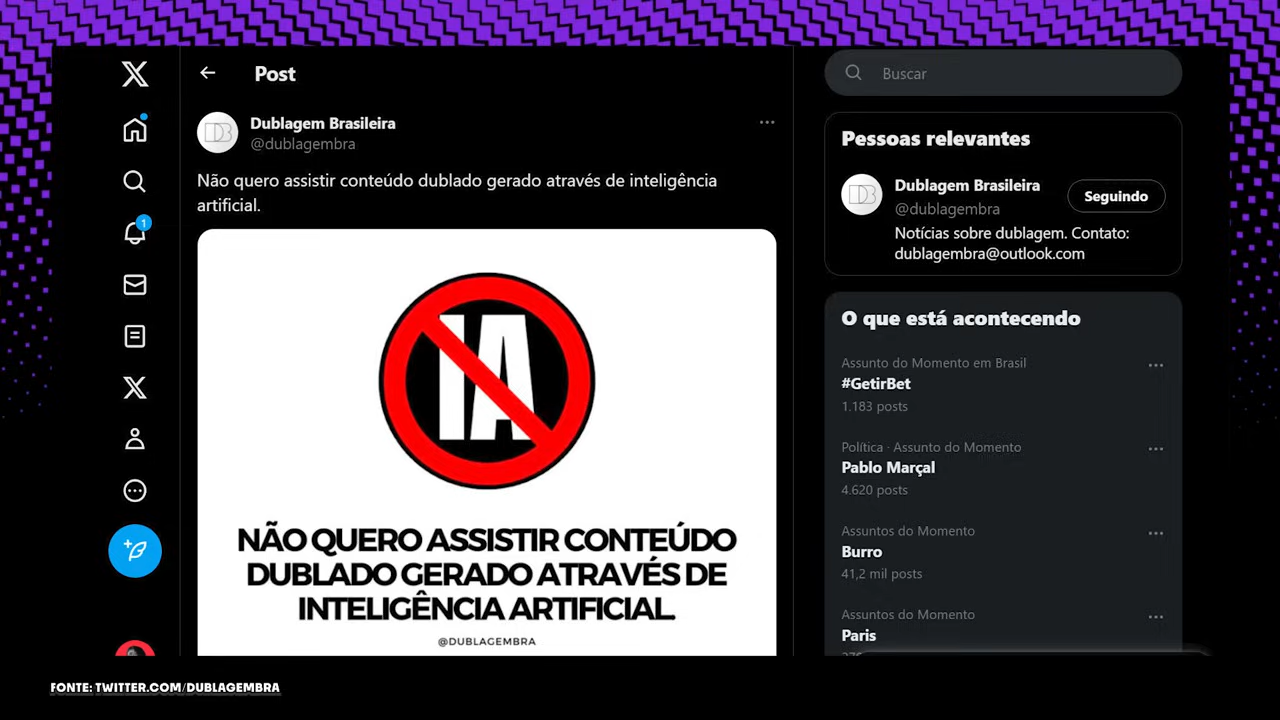 Post
Dublagem Brasileira
@dublagembra
Não quero assistir conteúdo dublado gerado através de inteligência
artificial.
IA
NÃO QUERO ASSISTIR CONTEÚDO
DUBLADO GERADO ATRAVÉS DE
INTELIGÊNCIA ARTIFICIAL.
@DUBLAGEMBRA
1
Buscar
Pessoas relevantes
Dublagem Brasileira
@dublagembra
Seguindo
Notícias sobre dublagem. Contato:
dublagembra@outlook.com
O que está acontecendo
Assunto do Momento em Brasil
#GetirBet
1.183 posts
Política · Assunto do Momento
Pablo Marçal
4.620 posts
Assuntos do Momento
Burro
41,2 mil posts
Assuntos do Momento
Paris
FONTE: TWITTER.COM/DUBLAGEMBRA